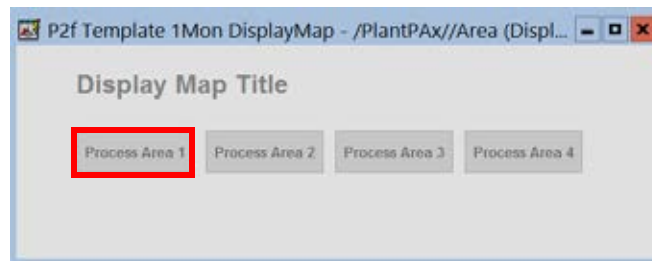 P2f Template 1Mon DisplayMap - /PlantPAx//Area (Displ...
Display Map Title
Process Area 1 Process Area 2 Process Area 3 Process Area 4